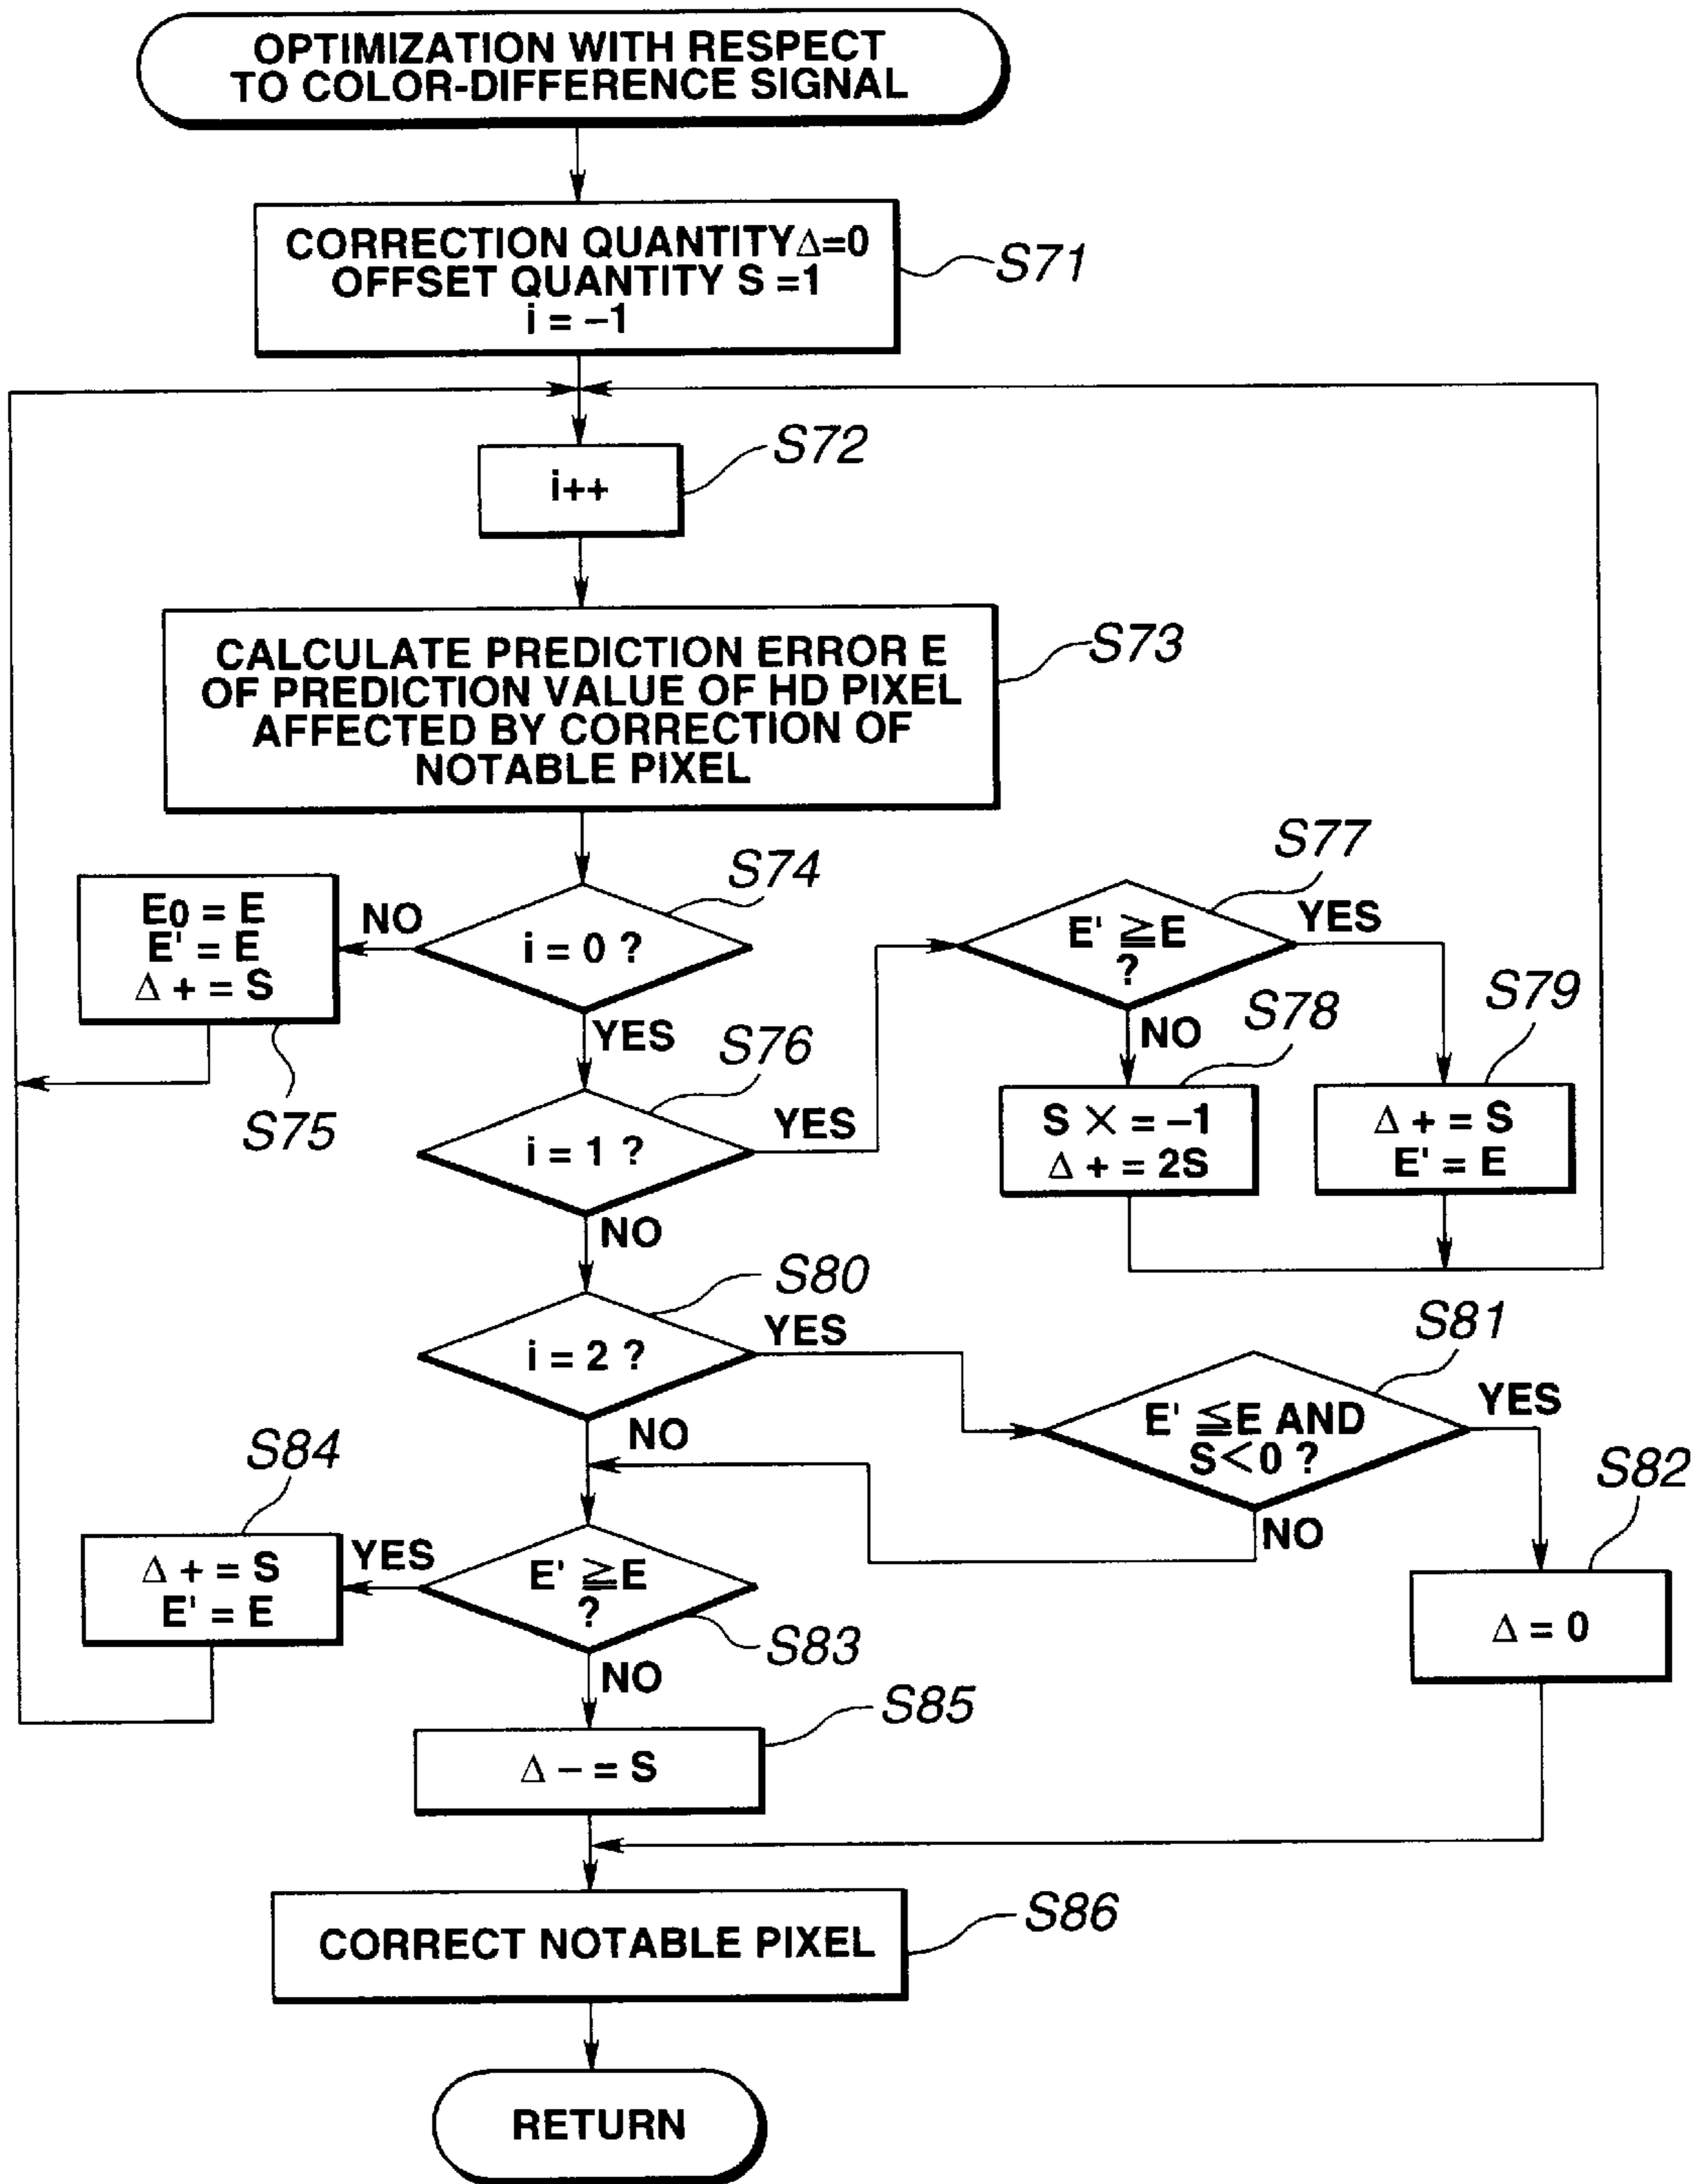 OPTIMIZATION WITH RESPECT
TO COLOR-DIFFERENCE SIGNAL
CORRECTION QUANTITY Δ=0
OFFSET QUANTITY S =1
i = –1
S71
S72
i++
S73
CALCULATE PREDICTION ERROR E
OF PREDICTION VALUE OF HD PIXEL
AFFECTED BY CORRECTION OF
NOTABLE PIXEL
S74
i = 0 ?
NO
YES
E0 = E
E' = E
Δ + = S
S75
S76
i = 1 ?
YES
NO
S77
E' ≧E
?
YES
NO
S78
S × = –1
Δ + = 2S
S79
Δ + = S
E' = E
S80
i = 2 ?
YES
NO
S81
E' ≦E AND
S<0 ?
YES
NO
S82
Δ = 0
S84
Δ + = S
E' = E
YES
E' ≧E
?
S83
NO
S85
Δ – = S
S86
CORRECT NOTABLE PIXEL
RETURN